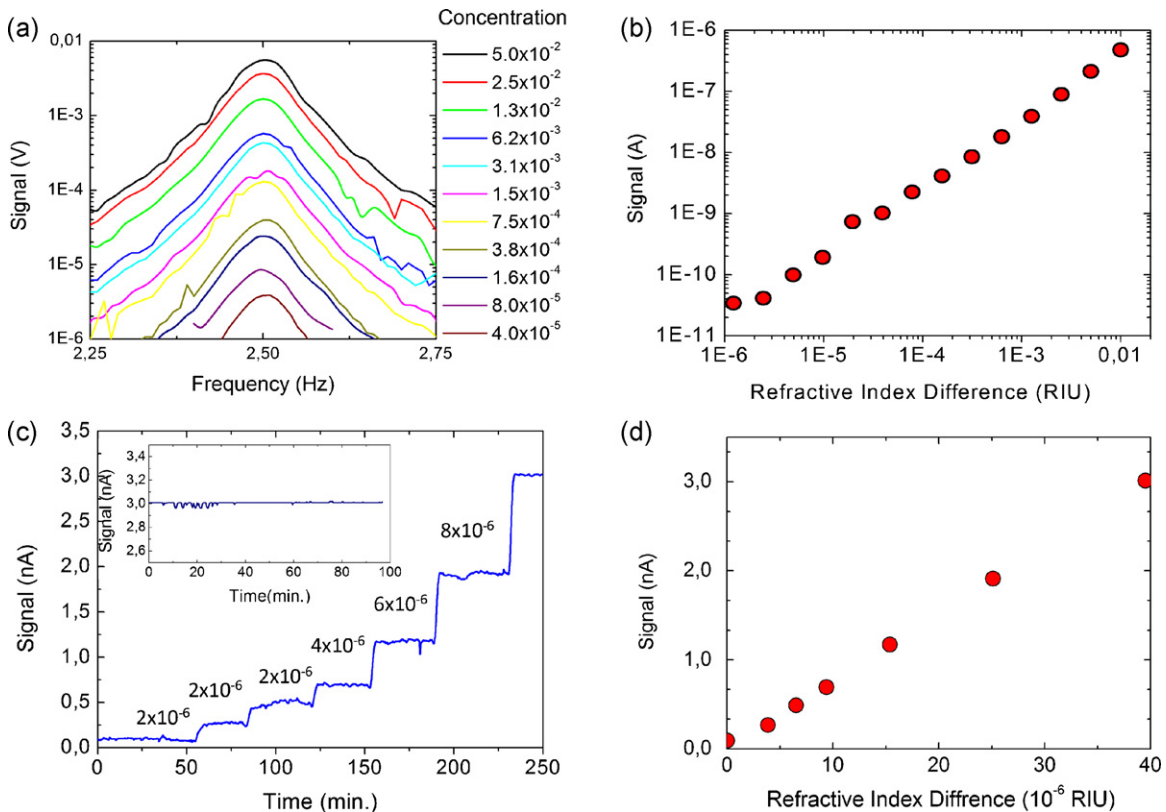 (a)
Concentration
Signal (V)
0,01
1E-3
1E-4
1E-5
1E-6
2,25
2,50
2,75
Frequency (Hz)
5.0x10⁻²
2.5x10⁻²
1.3x10⁻²
6.2x10⁻³
3.1x10⁻³
1.5x10⁻³
7.5x10⁻⁴
3.8x10⁻⁴
1.6x10⁻⁴
8.0x10⁻⁵
4.0x10⁻⁵
(b)
Signal (A)
1E-6
1E-7
1E-8
1E-9
1E-10
1E-11
1E-6
1E-5
1E-4
1E-3
0,01
Refractive Index Difference (RIU)
(c)
Signal (nA)
3,5
3,0
2,5
2,0
1,5
1,0
0,5
0,0
0
50
100
150
200
250
Time (min.)
Signal (nA)
3,4
3,2
3,0
2,8
2,6
0
20
40
60
80
100
Time(min.)
2x10⁻⁶
2x10⁻⁶
2x10⁻⁶
4x10⁻⁶
6x10⁻⁶
8x10⁻⁶
(d)
Signal (nA)
3,0
2,0
1,0
0,0
0
10
20
30
40
Refractive Index Diffrence (10⁻⁶ RIU)